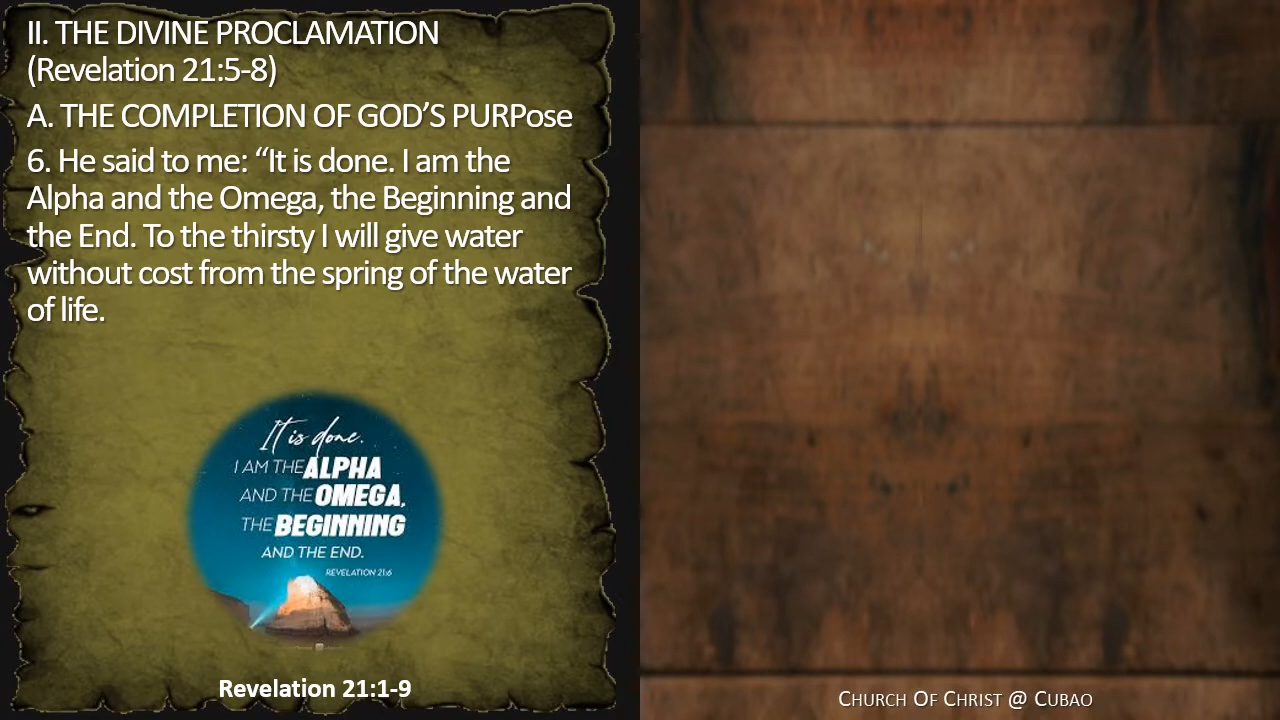 II. THE DIVINE PROCLAMATION
(Revelation 21:5-8)
A. THE COMPLETION OF GOD’S PURPose
6. He said to me: “It is done. I am the
Alpha and the Omega, the Beginning and
the End. To the thirsty I will give water
without cost from the spring of the water
of life.
It is done.
I AM THE ALPHA
AND THE OMEGA,
THE BEGINNING
AND THE END.
REVELATION 21:6
Revelation 21:1-9
CHURCH OF CHRIST @ CUBAO